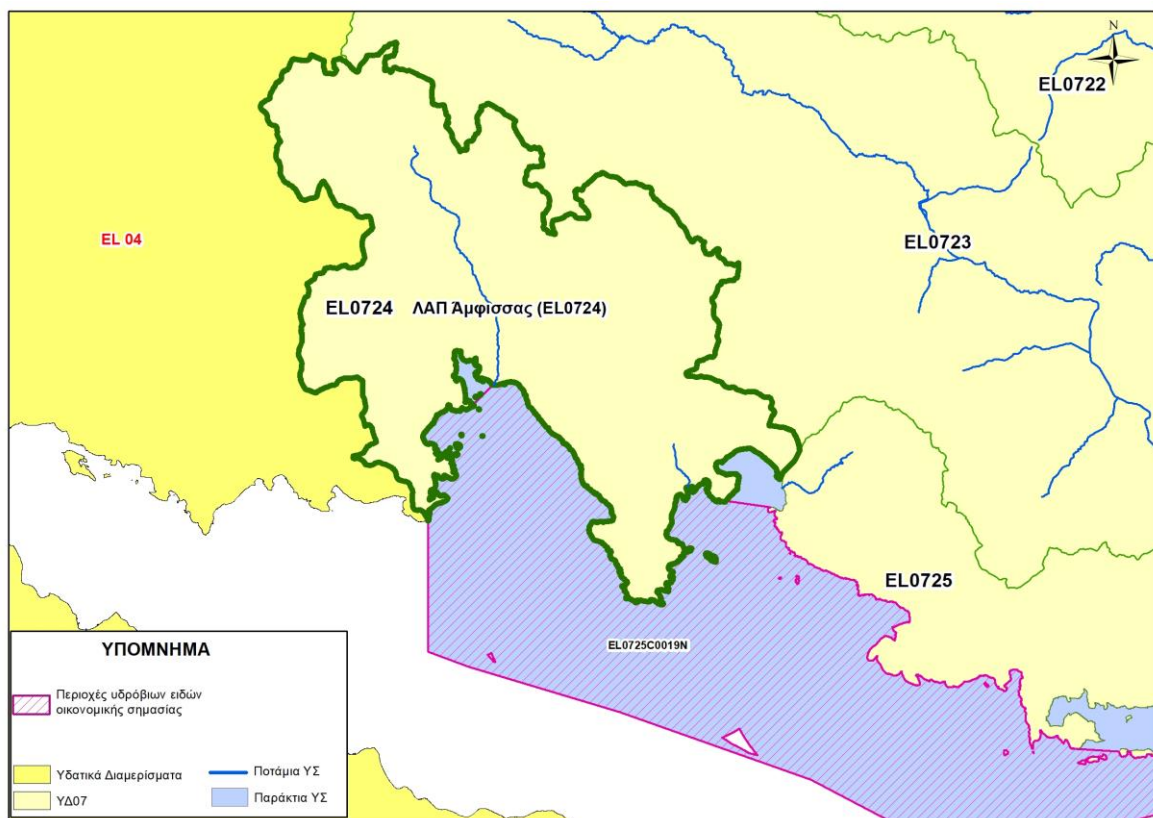 N
EL0722
EL 04
EL0723
EL0724
ΛΑΠ Άμφισσας (EL0724)
EL0725
EL0725C0019N
ΥΠΟΜΝΗΜΑ
Περιοχές υδρόβιων ειδών
οικονομικής σημασίας
Υδατικά Διαμερίσματα
Ποτάμια ΥΣ
ΥΔ07
Παράκτια ΥΣ